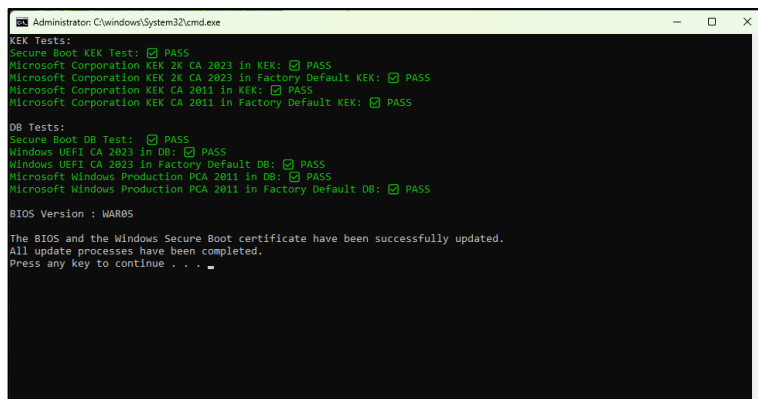 Administrator: C:\windows\System32\cmd.exe
KEK Tests:
Secure Boot KEK Test: ☑ PASS
Microsoft Corporation KEK 2K CA 2023 in KEK: ☑ PASS
Microsoft Corporation KEK 2K CA 2023 in Factory Default KEK: ☑ PASS
Microsoft Corporation KEK CA 2011 in KEK: ☑ PASS
Microsoft Corporation KEK CA 2011 in Factory Default KEK: ☑ PASS
DB Tests:
Secure Boot DB Test: ☑ PASS
Windows UEFI CA 2023 in DB: ☑ PASS
Windows UEFI CA 2023 in Factory Default DB: ☑ PASS
Microsoft Windows Production PCA 2011 in DB: ☑ PASS
Microsoft Windows Production PCA 2011 in Factory Default DB: ☑ PASS
BIOS Version : WAR05
The BIOS and the Windows Secure Boot certificate have been successfully updated.
All update processes have been completed.
Press any key to continue . . .